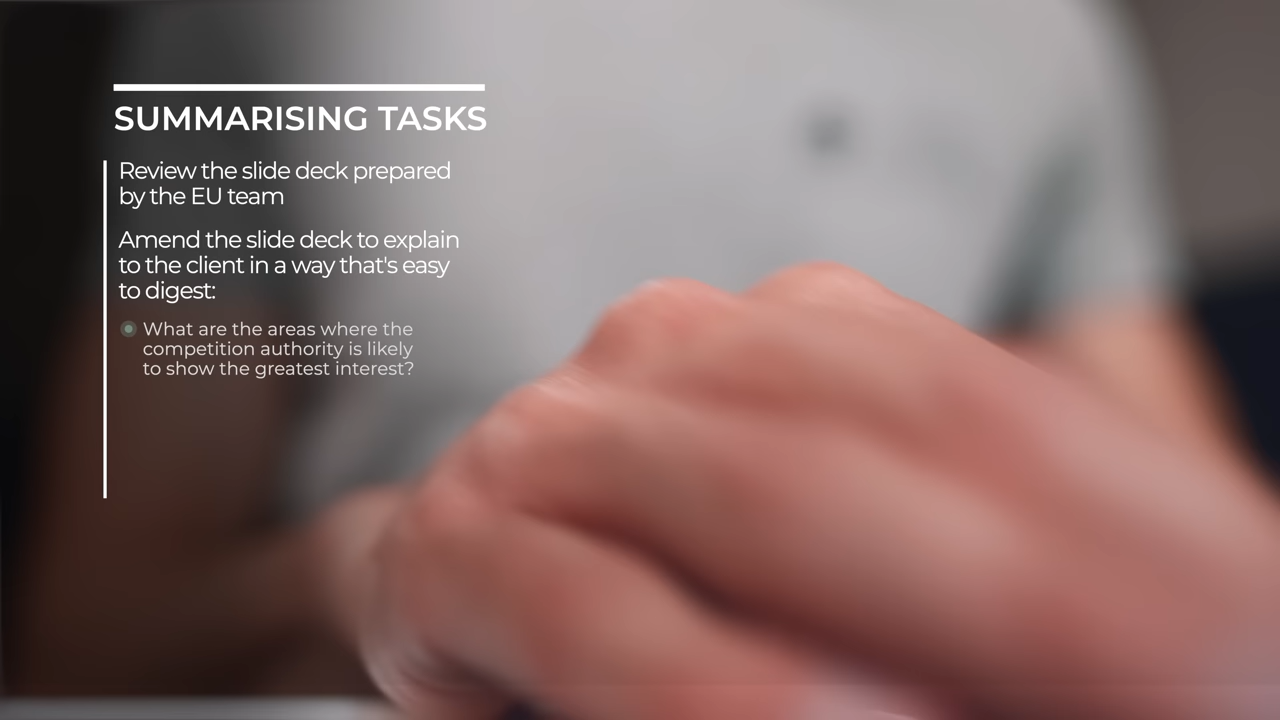 SUMMARISING TASKS
Review the slide deck prepared
by the EU team
Amend the slide deck to explain
to the client in a way that's easy
to digest:
What are the areas where the
competition authority is likely
to show the greatest interest?